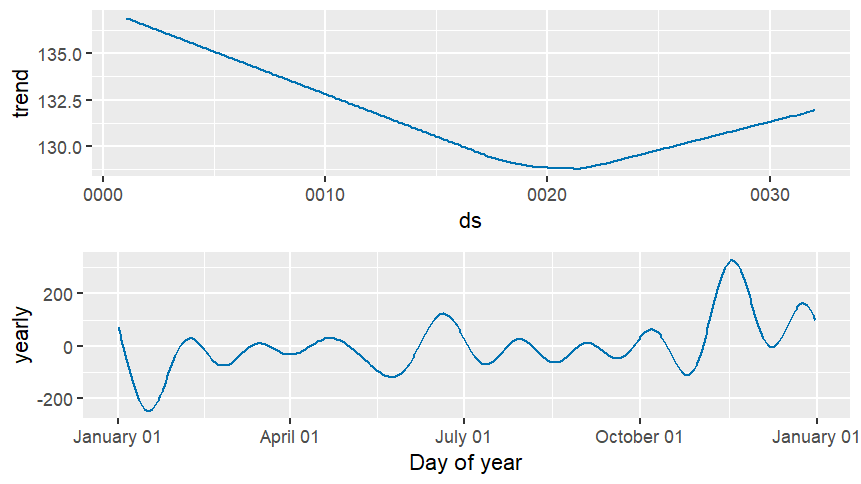 trend
135.0
132.5
130.0
0000 0010 0020 0030
ds
yearly
200
0
-200
January 01 April 01 July 01 October 01 January 01
Day of year